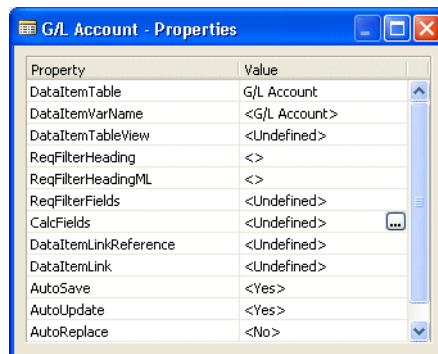 G/L Account - Properties
Property Value
DataItemTable G/L Account
DataItemVarName <G/L Account>
DataItemTableView <Undefined>
ReqFilterHeading <>
ReqFilterHeadingML <>
ReqFilterFields <Undefined>
CalcFields <Undefined> ...
DataItemLinkReference <Undefined>
DataItemLink <Undefined>
AutoSave <Yes>
AutoUpdate <Yes>
AutoReplace <No>